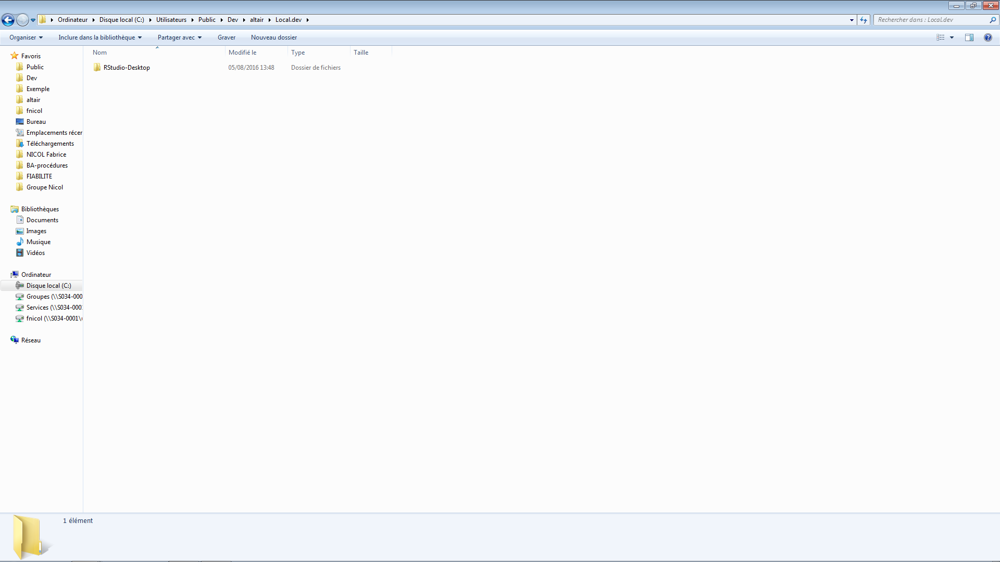 Ordinateur Disque local (C:) Utilisateurs Public Dev altair Local.dev
Rechercher dans : Local.dev
Organiser Inclure dans la bibliothèque Partager avec Graver Nouveau dossier
Nom Modifié le Type Taille
RStudio-Desktop 05/08/2016 13:48 Dossier de fichiers
Favoris
Public
Dev
Exemple
altair
fnicol
Bureau
Emplacements récer
Téléchargements
NICOL Fabrice
BA-procédures
FIABILITE
Groupe Nicol
Bibliothèques
Documents
Images
Musique
Vidéos
Ordinateur
Disque local (C:)
Groupes (\\S034-000
Services (\\S034-000
fnicol (\\S034-0001\
Réseau
1 élément